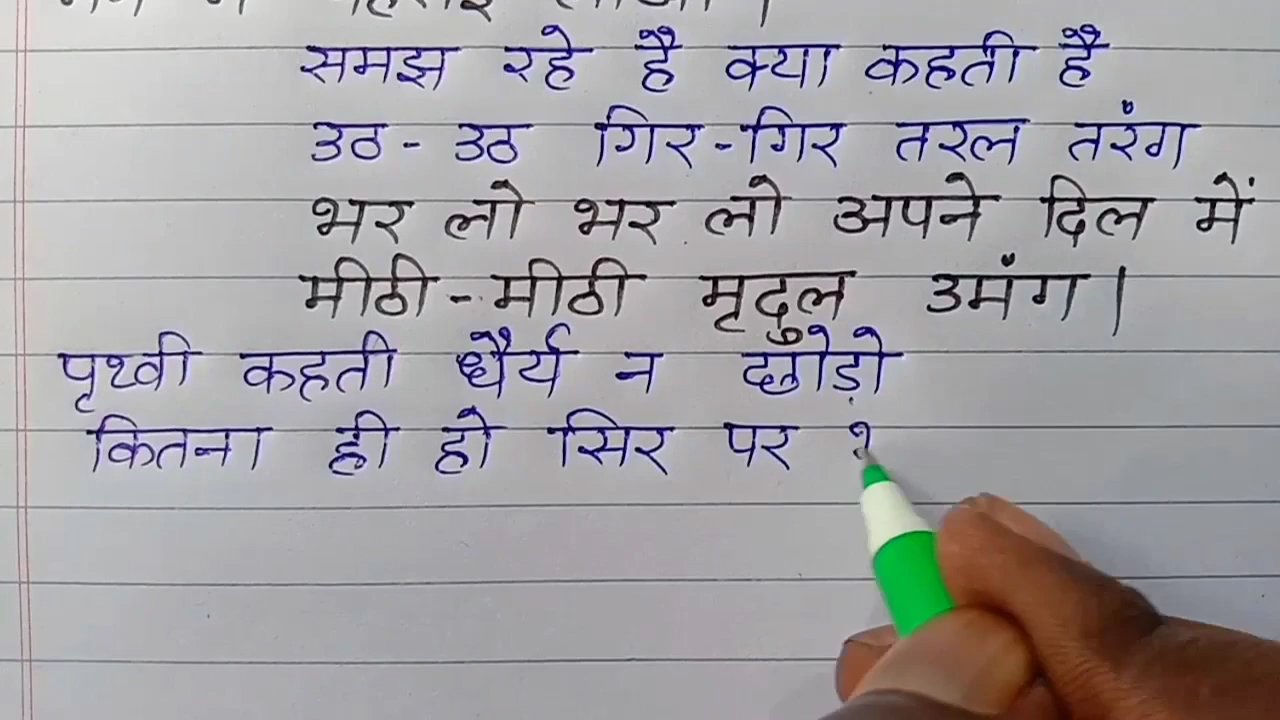 समझ रहे है क्या कहती है
उठ - उठ गिर - गिर तरल तरंग
भर लो भर लो अपने दिल में
मीठी - मीठी मृदुल उमंग ।
पृथ्वी कहती धैर्य न छोड़ो
कितना ही हो सिर पर